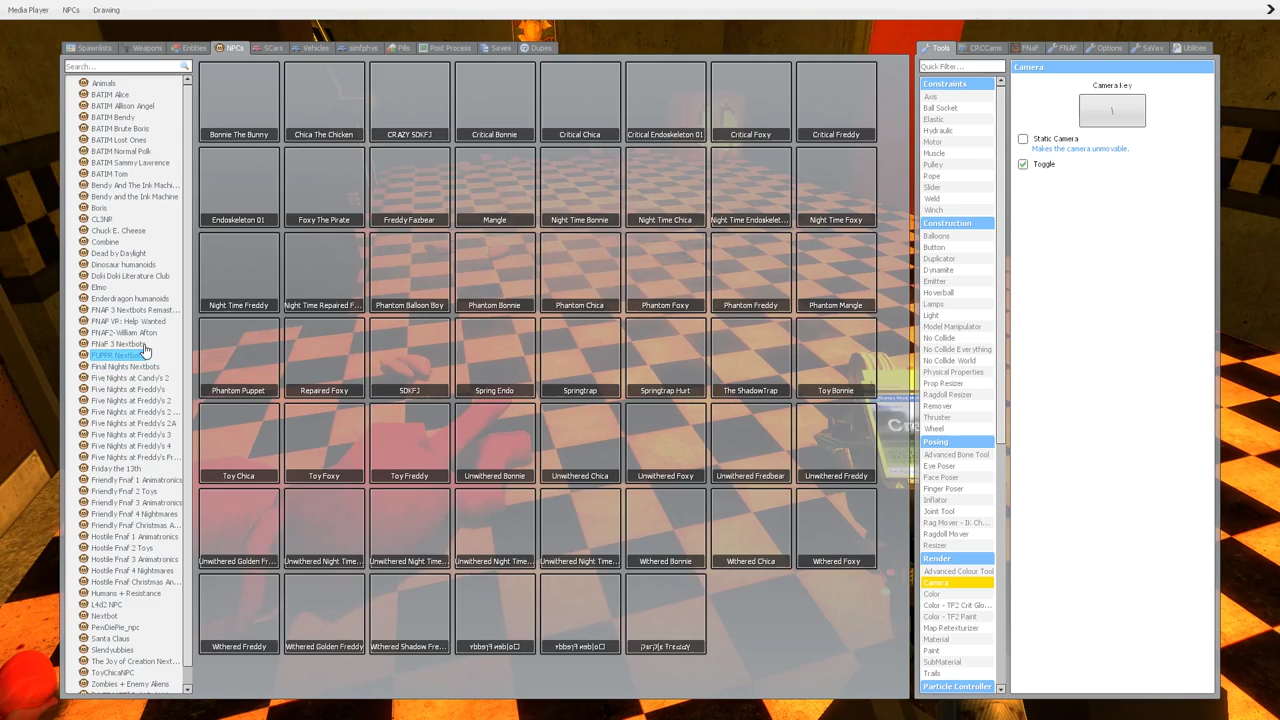 Media Player NPCs Drawing
Spawnlists Weapons Entities NPCs SCars Vehicles simfphys Pills Post Process Saves Dupes
Search...
Animals
BATIM Alice
BATIM Allison Angel
BATIM Bendy
BATIM Brute Boris
BATIM Lost Ones
BATIM Normal Polk
BATIM Sammy Lawrence
BATIM Tom
Bendy And The Ink Machi...
Bendy and the Ink Machine
Boris
CL3NR
Chuck E. Cheese
Combine
Dead by Daylight
Dinosaur humanoids
Doki Doki Literature Club
Elmo
Enderdragon humanoids
FNAF 3 Nextbots Remast...
FNAF VR: Help Wanted
FNAF2-William Afton
FNaF 3 Nextbots
Final Nights Nextbots
Five Nights at Candy's 2
Five Nights at Freddy's
Five Nights at Freddy's 2
Five Nights at Freddy's 2 ...
Five Nights at Freddy's 2A
Five Nights at Freddy's 3
Five Nights at Freddy's 4
Five Nights at Freddy's Fr...
Friday the 13th
Friendly Fnaf 1 Animatronics
Friendly Fnaf 2 Toys
Friendly Fnaf 3 Animatronics
Friendly Fnaf 4 Nightmares
Friendly Fnaf Christmas A...
Hostile Fnaf 1 Animatronics
Hostile Fnaf 2 Toys
Hostile Fnaf 3 Animatronics
Hostile Fnaf 4 Nightmares
Hostile Fnaf Christmas An...
Humans + Resistance
L4d2 NPC
Nextbot
PewDiePie_npc
Santa Claus
Slendyubbies
The Joy of Creation Next...
ToyChicaNPC
Zombies + Enemy Aliens
Bonnie The Bunny Chica The Chicken CRAZY SDKFJ Critical Bonnie Critical Chica Critical Endoskeleton 01 Critical Foxy Critical Freddy
Endoskeleton 01 Foxy The Pirate Freddy Fazbear Mangle Night Time Bonnie Night Time Chica Night Time Endoskelet... Night Time Foxy
Night Time Freddy Night Time Repaired F... Phantom Balloon Boy Phantom Bonnie Phantom Chica Phantom Foxy Phantom Freddy Phantom Mangle
Phantom Puppet Repaired Foxy SDKFJ Spring Endo Springtrap Springtrap Hurt The ShadowTrap Toy Bonnie
Toy Chica Toy Foxy Toy Freddy Unwithered Bonnie Unwithered Chica Unwithered Foxy Unwithered Fredbear Unwithered Freddy
Unwithered Golden Fr... Unwithered Night Time... Unwithered Night Time... Unwithered Night Time... Unwithered Night Time... Withered Bonnie Withered Chica Withered Foxy
Withered Freddy Withered Golden Freddy Withered Shadow Fre...
Tools CRCCams FNaF FNAF Options SaVav Utilities
Quick Filter...
Constraints
Axis
Ball Socket
Elastic
Hydraulic
Motor
Muscle
Pulley
Rope
Slider
Weld
Winch
Construction
Balloons
Button
Duplicator
Dynamite
Emitter
Hoverball
Lamps
Light
Model Manipulator
No Collide
No Collide Everything
No Collide World
Physical Properties
Prop Resizer
Ragdoll Resizer
Remover
Thruster
Wheel
Posing
Advanced Bone Tool
Eye Poser
Face Poser
Finger Poser
Inflator
Joint Tool
Rag Mover - IK Ch...
Ragdoll Mover
Resizer
Render
Advanced Colour Tool
Camera
Color
Color - TF2 Crit Glo...
Color - TF2 Paint
Map Retexturizer
Material
Paint
SubMaterial
Trails
Particle Controller
Camera
Camera Key
\
Static Camera
Makes the camera unmovable.
Toggle